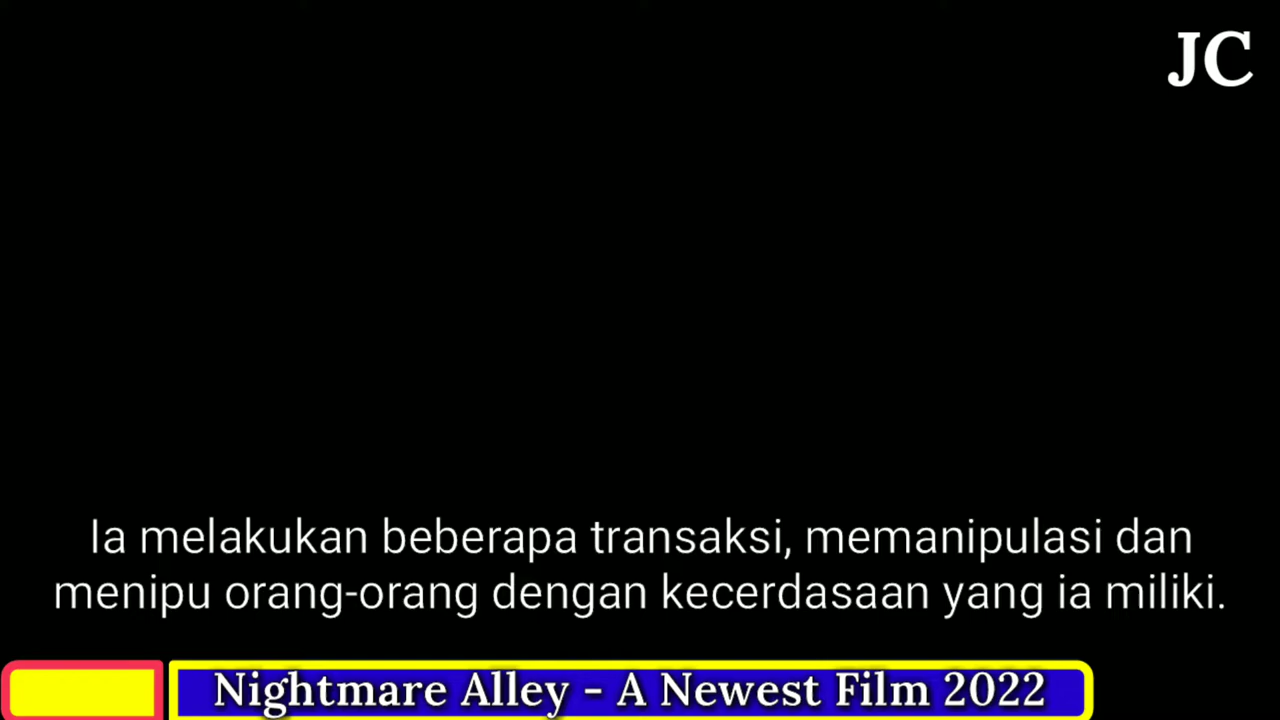 JC
Ia melakukan beberapa transaksi, memanipulasi dan
menipu orang-orang dengan kecerdasaan yang ia miliki.
Nightmare Alley - A Newest Film 2022